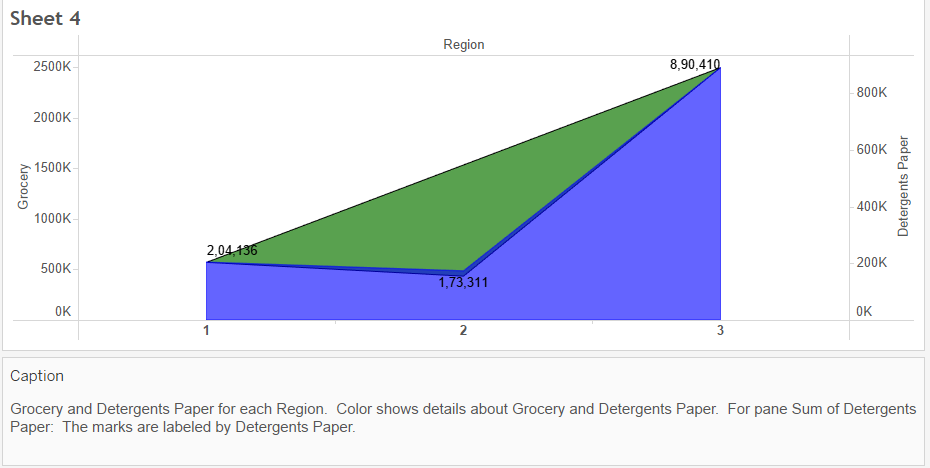 Sheet 4
Region
8,90,410
2500K
2000K
1500K
1000K
500K
0K
Grocery
800K
600K
400K
200K
0K
Detergents Paper
2,04,136
1,73,311
1 2 3
Caption
Grocery and Detergents Paper for each Region.  Color shows details about Grocery and Detergents Paper.  For pane Sum of Detergents
Paper:  The marks are labeled by Detergents Paper.